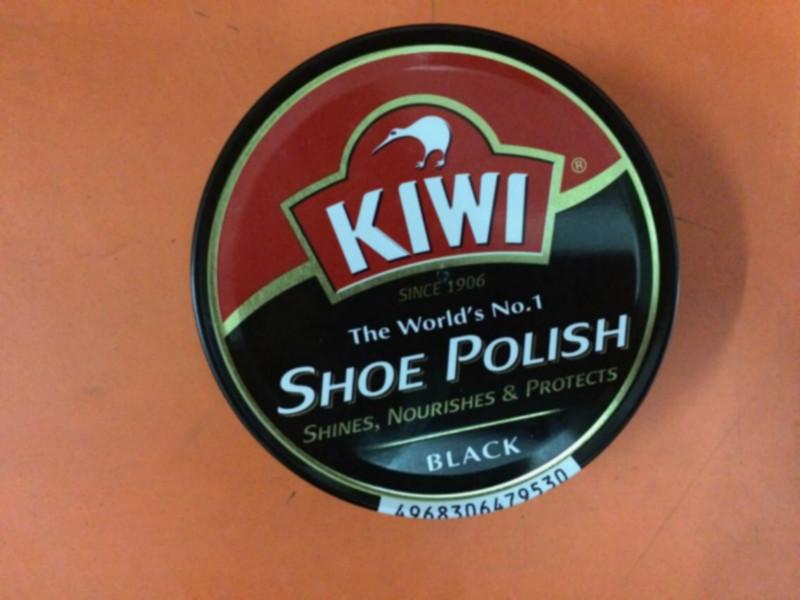 KIWI
®
SINCE 1906
The World's No.1
SHOE POLISH
SHINES, NOURISHES & PROTECTS
BLACK
4968306479530